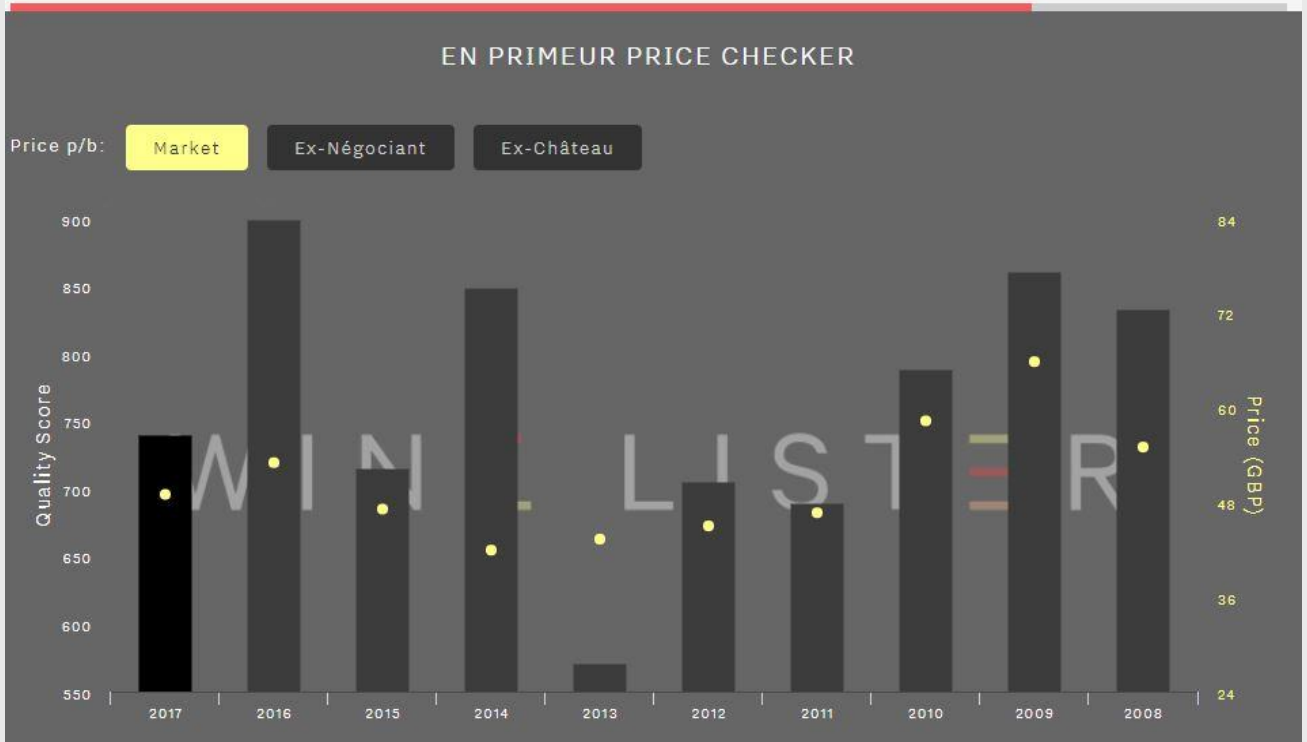 EN PRIMEUR PRICE CHECKER
Price p/b: Market Ex-Négociant Ex-Château
900 84
850
72
800
750 60
700
48
650
36
600
550 24
Quality Score
Price (GBP)
WINE LISTER
2017 2016 2015 2014 2013 2012 2011 2010 2009 2008